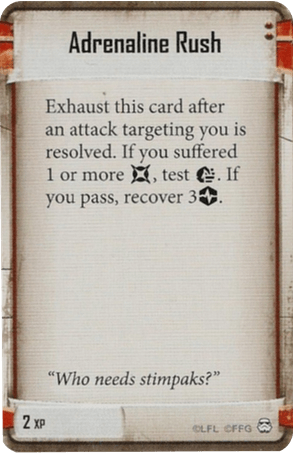 Adrenaline Rush
Exhaust this card after
an attack targeting you is
resolved. If you suffered
1 or more , test . If
you pass, recover 3.
“Who needs stimpaks?”
2 XP
©LFL ©FFG